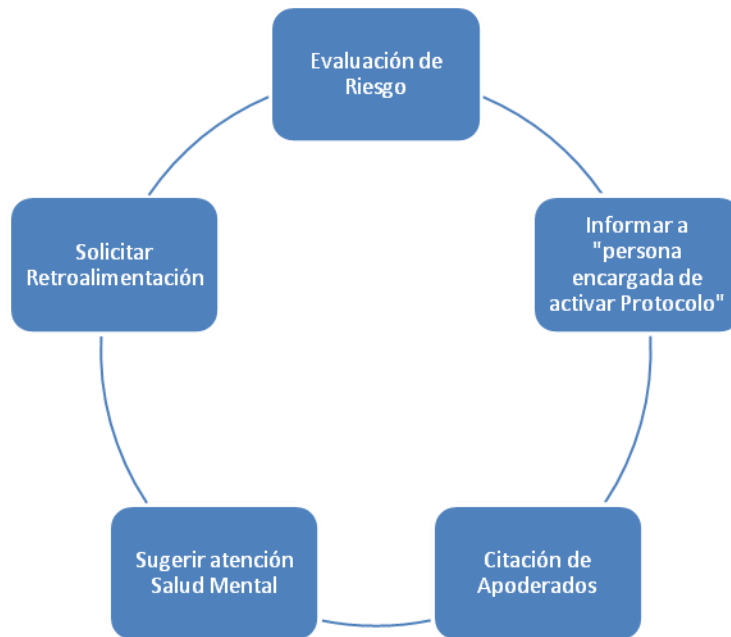 Evaluación de
Riesgo
Informar a
"persona
encargada de
activar Protocolo"
Citación de
Apoderados
Sugerir atención
Salud Mental
Solicitar
Retroalimentación